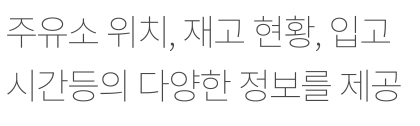 주유소 위치, 재고 현황, 입고
시간등의 다양한 정보를 제공